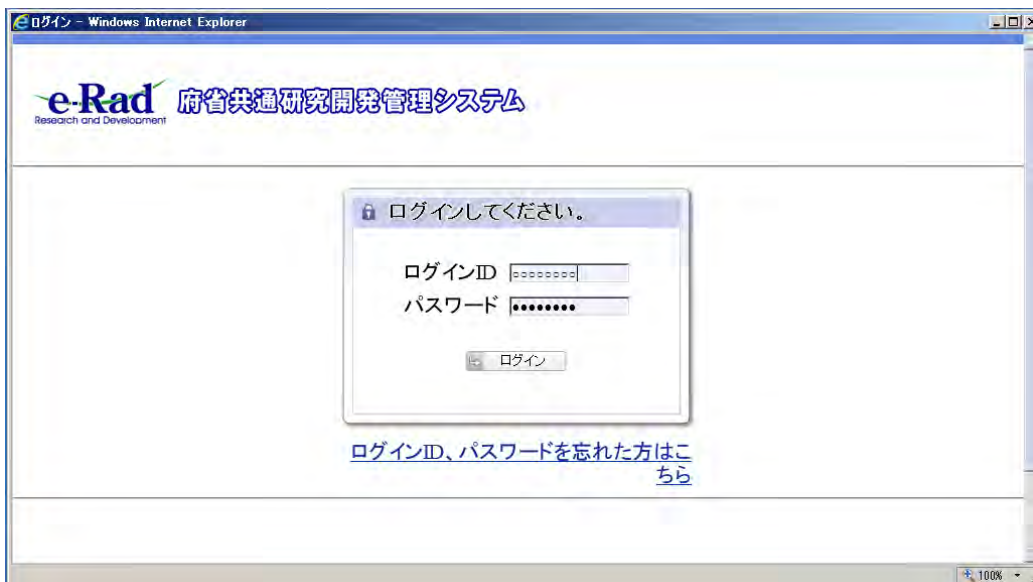 ログイン - Windows Internet Explorer
e-Rad 府省共通研究開発管理システム
Research and Development
ログインしてください。
ログインID
パスワード
ログイン
ログインID、パスワードを忘れた方はこ
ちら
100%